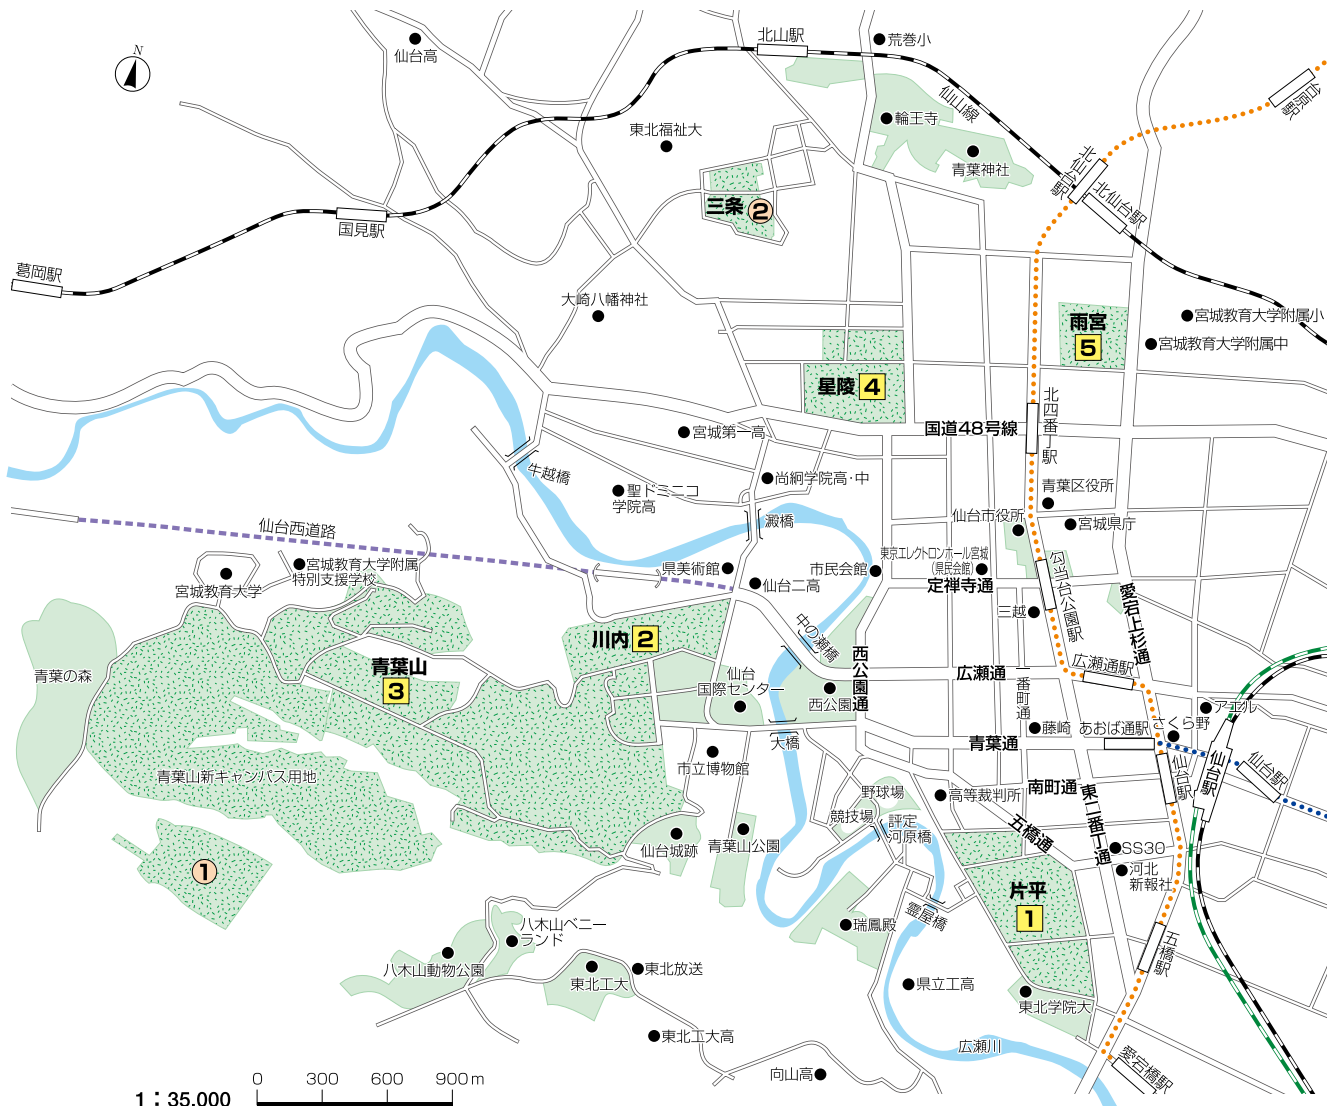 N
仙台高
北山駅
荒巻小
仙山線
台原駅
輪王寺
東北福祉大
青葉神社
北仙台駅
北仙台駅
三条
2
国見駅
葛岡駅
大崎八幡神社
雨宮
5
宮城教育大学附属小
宮城教育大学附属中
星陵
4
北四番丁駅
国道48号線
宮城第一高
牛越橋
聖ドミニコ
学院高
尚絅学院高・中
青葉区役所
仙台市役所
宮城県庁
澱橋
仙台西道路
宮城教育大学附属
特別支援学校
宮城教育大学
県美術館
仙台二高
市民会館
東京エレクトロンホール宮城
(県民会館)
定禅寺通
勾当台公園駅
愛宕上杉通
三越
中の瀬橋
川内
2
西公園通
青葉の森
青葉山
3
仙台
国際センター
西公園
広瀬通
一番町通
広瀬通駅
藤崎
あおば通駅
さくら野
アエル
青葉通
大橋
市立博物館
仙台駅
仙台駅
仙台駅
青葉山新キャンパス用地
野球場
高等裁判所
南町通
東二番丁通
競技場
評定
河原橋
五橋通
仙台城跡
青葉山公園
SS30
河北
新報社
1
片平
1
霊屋橋
瑞鳳殿
八木山ベニー
ランド
八木山動物公園
東北工大
東北放送
五橋駅
県立工高
東北学院大
東北工大高
広瀬川
向山高
愛宕橋駅
0 300 600 900m
1：35,000